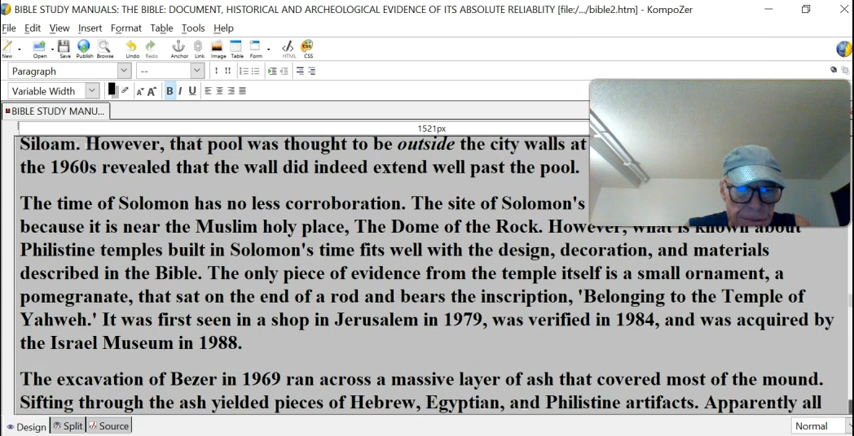 BIBLE STUDY MANUALS: THE BIBLE: DOCUMENT, HISTORICAL AND ARCHEOLOGICAL EVIDENCE OF ITS ABSOLUTE RELIABLITY [file:/.../bible2.htm] - KompoZer
File Edit View Insert Format Table Tools Help
New Open Save Publish Browse Undo Redo Anchor Link Image Table Form HTML CSS
Paragraph --
Variable Width A A B I U
BIBLE STUDY MANU...
1521px
Siloam. However, that pool was thought to be outside the city walls at
the 1960s revealed that the wall did indeed extend well past the pool.
The time of Solomon has no less corroboration. The site of Solomon's
because it is near the Muslim holy place, The Dome of the Rock. However, what is known about
Philistine temples built in Solomon's time fits well with the design, decoration, and materials
described in the Bible. The only piece of evidence from the temple itself is a small ornament, a
pomegranate, that sat on the end of a rod and bears the inscription, 'Belonging to the Temple of
Yahweh.' It was first seen in a shop in Jerusalem in 1979, was verified in 1984, and was acquired by
the Israel Museum in 1988.
The excavation of Bezer in 1969 ran across a massive layer of ash that covered most of the mound.
Sifting through the ash yielded pieces of Hebrew, Egyptian, and Philistine artifacts. Apparently all
Design Split Source Normal